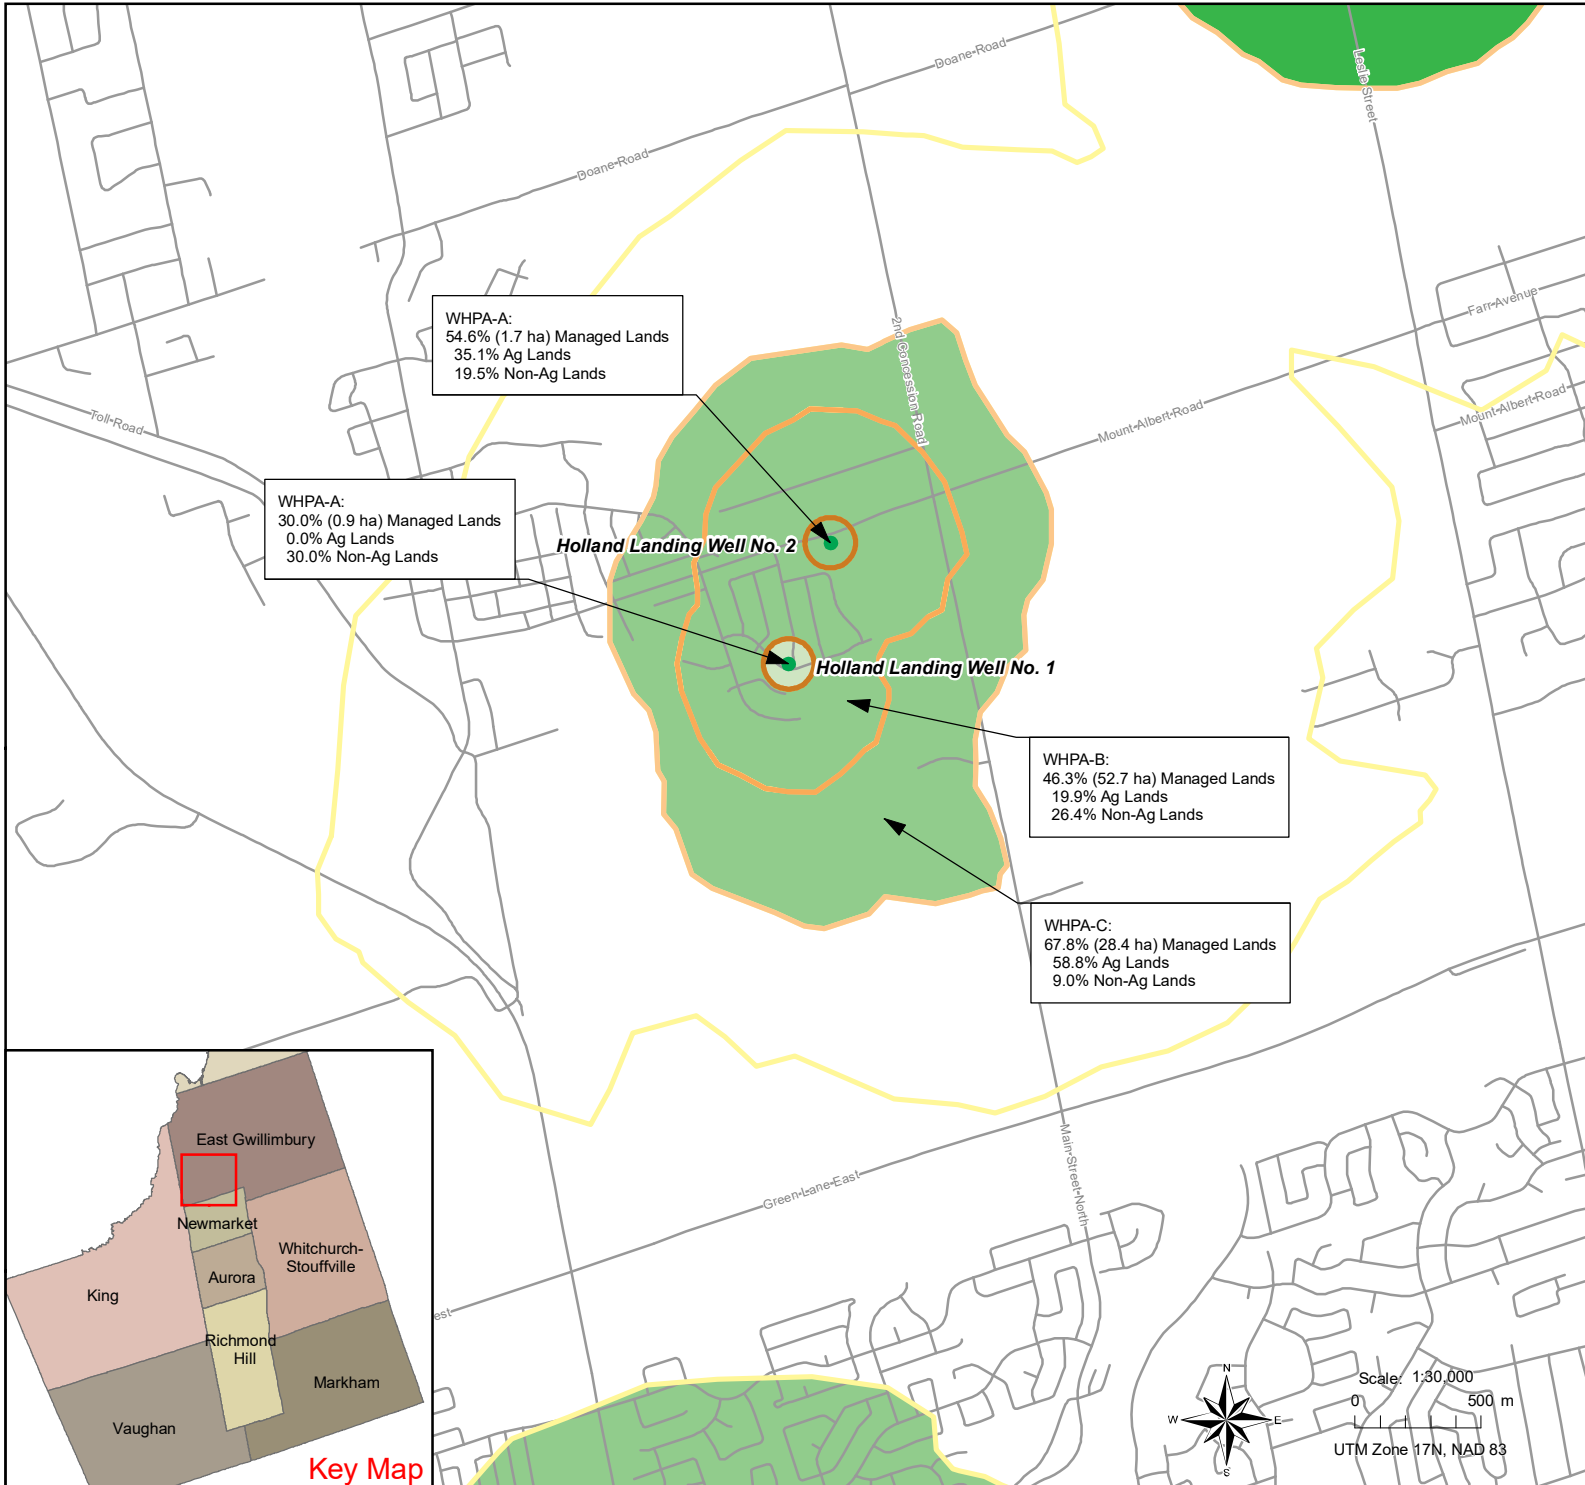 Doane Road
Leslie Street
Doane Road
WHPA-A:
54.6% (1.7 ha) Managed Lands
35.1% Ag Lands
19.5% Non-Ag Lands
2nd Concession Road
Farr Avenue
Mount Albert Road
Mount Albert Road
Toll Road
WHPA-A:
30.0% (0.9 ha) Managed Lands
0.0% Ag Lands
30.0% Non-Ag Lands
Holland Landing Well No. 2
Holland Landing Well No. 1
WHPA-B:
46.3% (52.7 ha) Managed Lands
19.9% Ag Lands
26.4% Non-Ag Lands
WHPA-C:
67.8% (28.4 ha) Managed Lands
58.8% Ag Lands
9.0% Non-Ag Lands
Main Street North
Green Lane East
est
East Gwillimbury
Newmarket
Whitchurch-
Stouffville
Aurora
King
Richmond
Hill
Markham
Vaughan
Key Map
N
W
E
S
Scale: 1:30,000
0 500 m
UTM Zone 17N, NAD 83